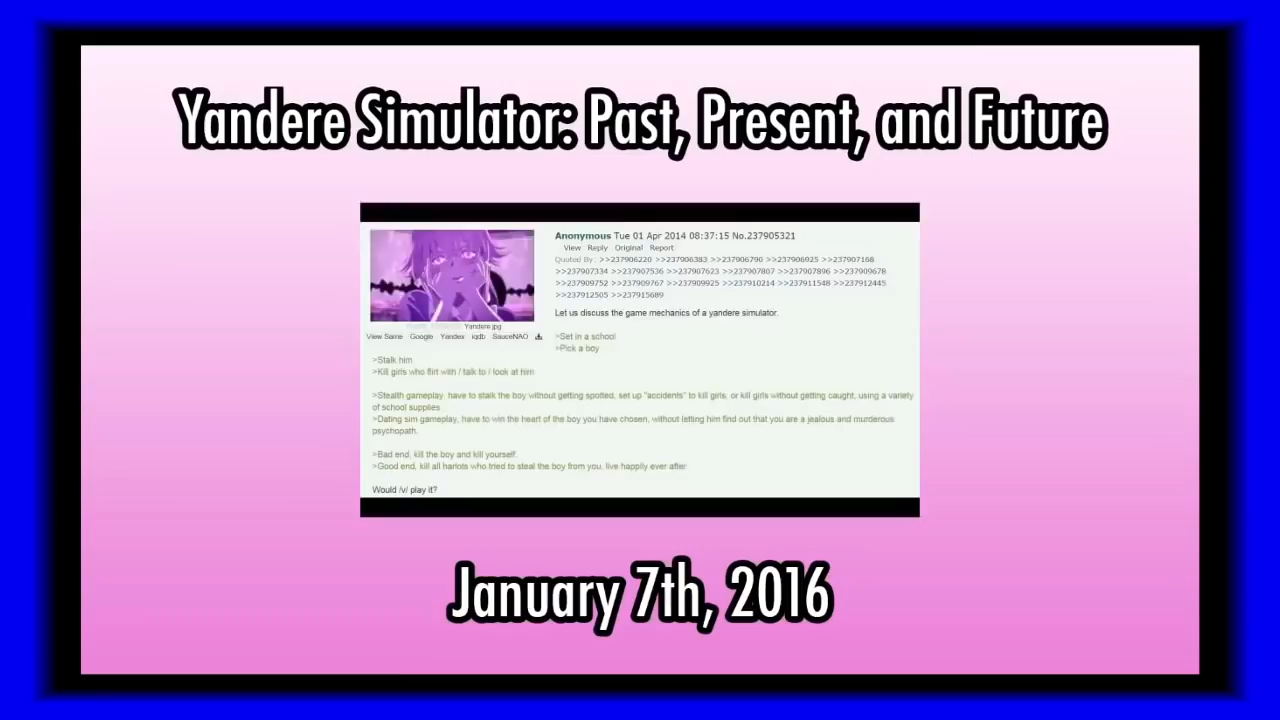 Yandere Simulator: Past, Present, and Future
Anonymous Tue 01 Apr 2014 08:37:15 No.237905321
View Reply Original Report
Quoted By: >>237906220 >>237906383 >>237906790 >>237906925 >>237907168
>>237907334 >>237907536 >>237907623 >>237907807 >>237907896 >>237909678
>>237909752 >>237909767 >>237909925 >>237910214 >>237911548 >>237912445
>>237912505 >>237915689
Let us discuss the game mechanics of a yandere simulator.
Yandere.jpg
View Same Google Yandex iqdb SauceNAO
>Set in a school
>Pick a boy
>Stalk him
>Kill girls who flirt with / talk to / look at him
>Stealth gameplay, have to stalk the boy without getting spotted, set up "accidents" to kill girls, or kill girls without getting caught, using a variety
of school supplies
>Dating sim gameplay, have to win the heart of the boy you have chosen, without letting him find out that you are a jealous and murderous
psychopath.
>Bad end, kill the boy and kill yourself.
>Good end, kill all harlots who tried to steal the boy from you, live happily ever after.
Would /v/ play it?
January 7th, 2016